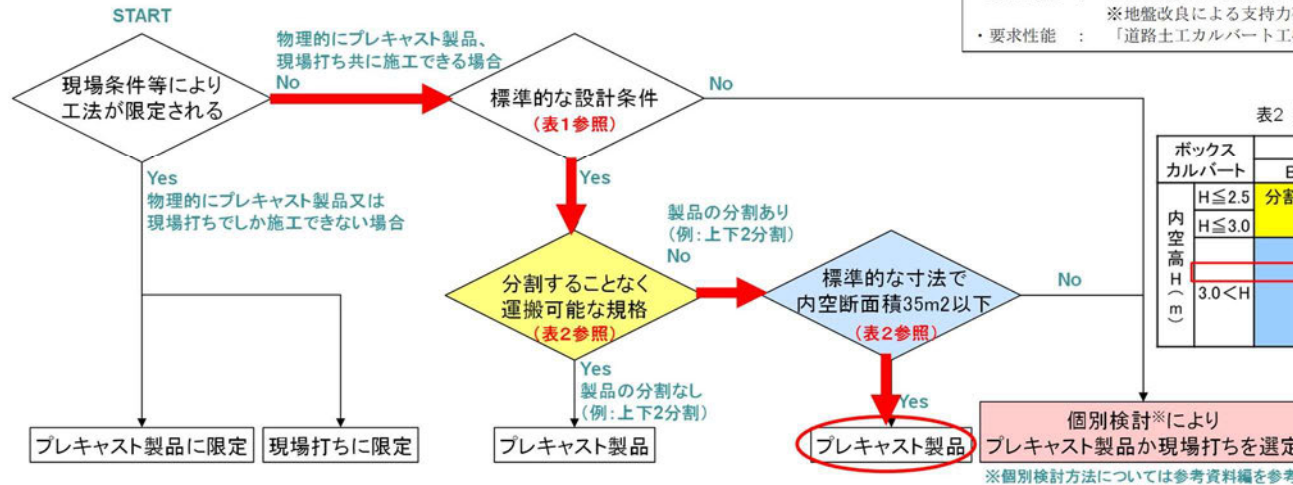 START
現場条件等により
工法が限定される
物理的にプレキャスト製品、
現場打ち共に施工できる場合
No
標準的な設計条件
(表1参照)
No
※地盤改良による支持力
・要求性能 : 「道路土工カルバート工
Yes
物理的にプレキャスト製品又は
現場打ちでしか施工できない場合
Yes
表2
ボックス
カルバート
内空高H(m)
H≦2.5
分割
H≦3.0
3.0<H
分割することなく
運搬可能な規格
(表2参照)
製品の分割あり
(例:上下2分割)
No
標準的な寸法で
内空断面積35m2以下
(表2参照)
No
Yes
製品の分割なし
(例:上下2分割)
Yes
プレキャスト製品に限定
現場打ちに限定
プレキャスト製品
プレキャスト製品
個別検討※により
プレキャスト製品か現場打ちを選定
※個別検討方法については参考資料編を参考